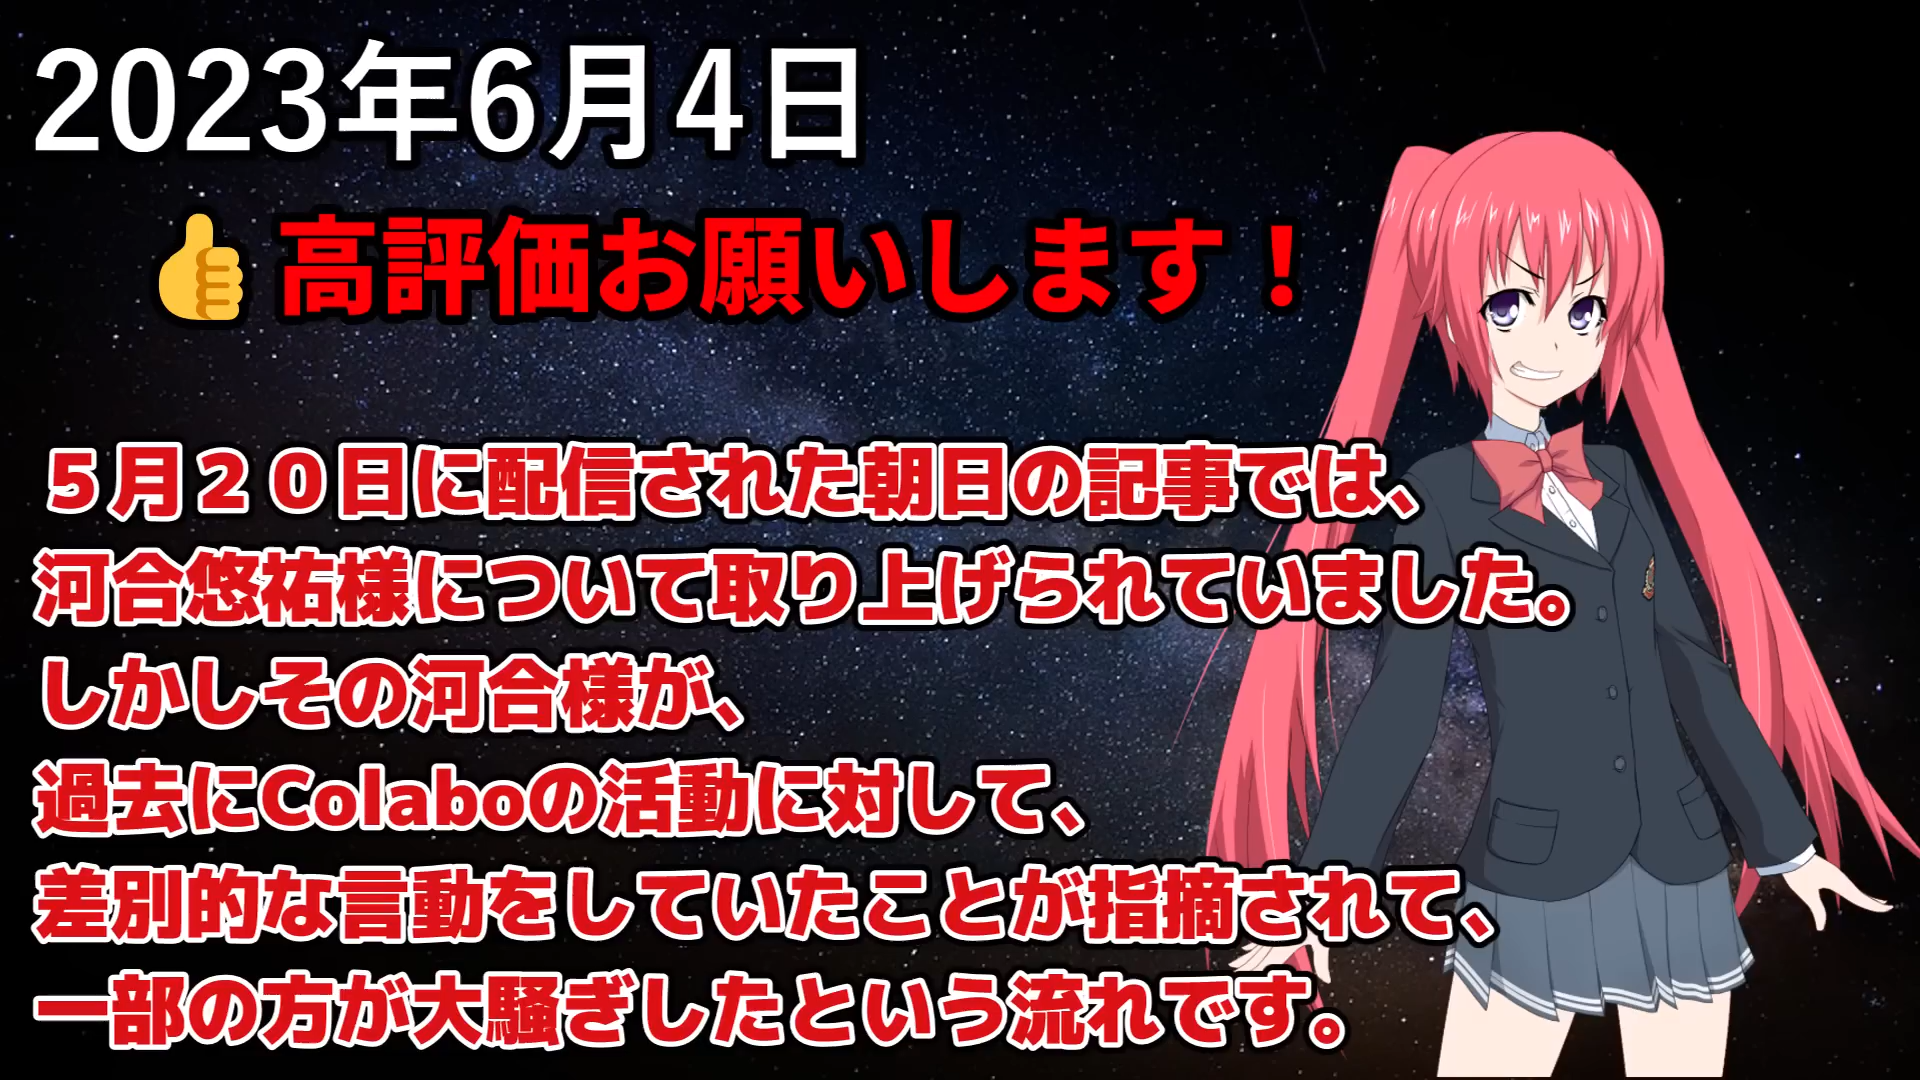 2023年6月4日
👍高評価お願いします！
５月２０日に配信された朝日の記事では、
河合悠祐様について取り上げられていました。
しかしその河合様が、
過去にColaboの活動に対して、
差別的な言動をしていたことが指摘されて、
一部の方が大騒ぎしたという流れです。